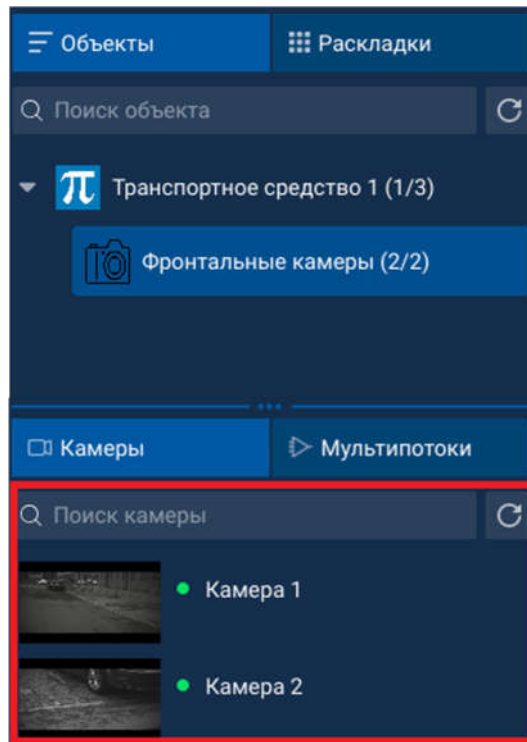 Объекты
Раскладки
Поиск объекта
Транспортное средство 1 (1/3)
Фронтальные камеры (2/2)
Камеры
Мультипотоки
Поиск камеры
Камера 1
Камера 2